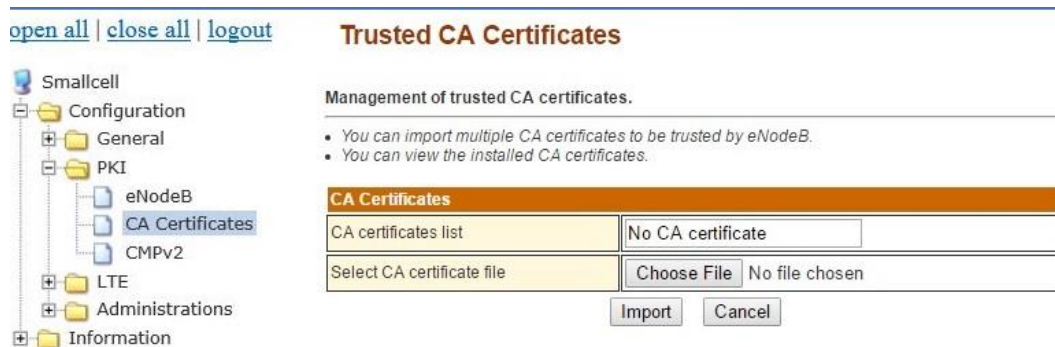 open all | close all | logout
Smallcell
Configuration
General
PKI
eNodeB
CA Certificates
CMPv2
LTE
Administrations
Information
Trusted CA Certificates
Management of trusted CA certificates.
• You can import multiple CA certificates to be trusted by eNodeB.
• You can view the installed CA certificates.
CA Certificates
CA certificates list No CA certificate
Select CA certificate file Choose File No file chosen
Import Cancel